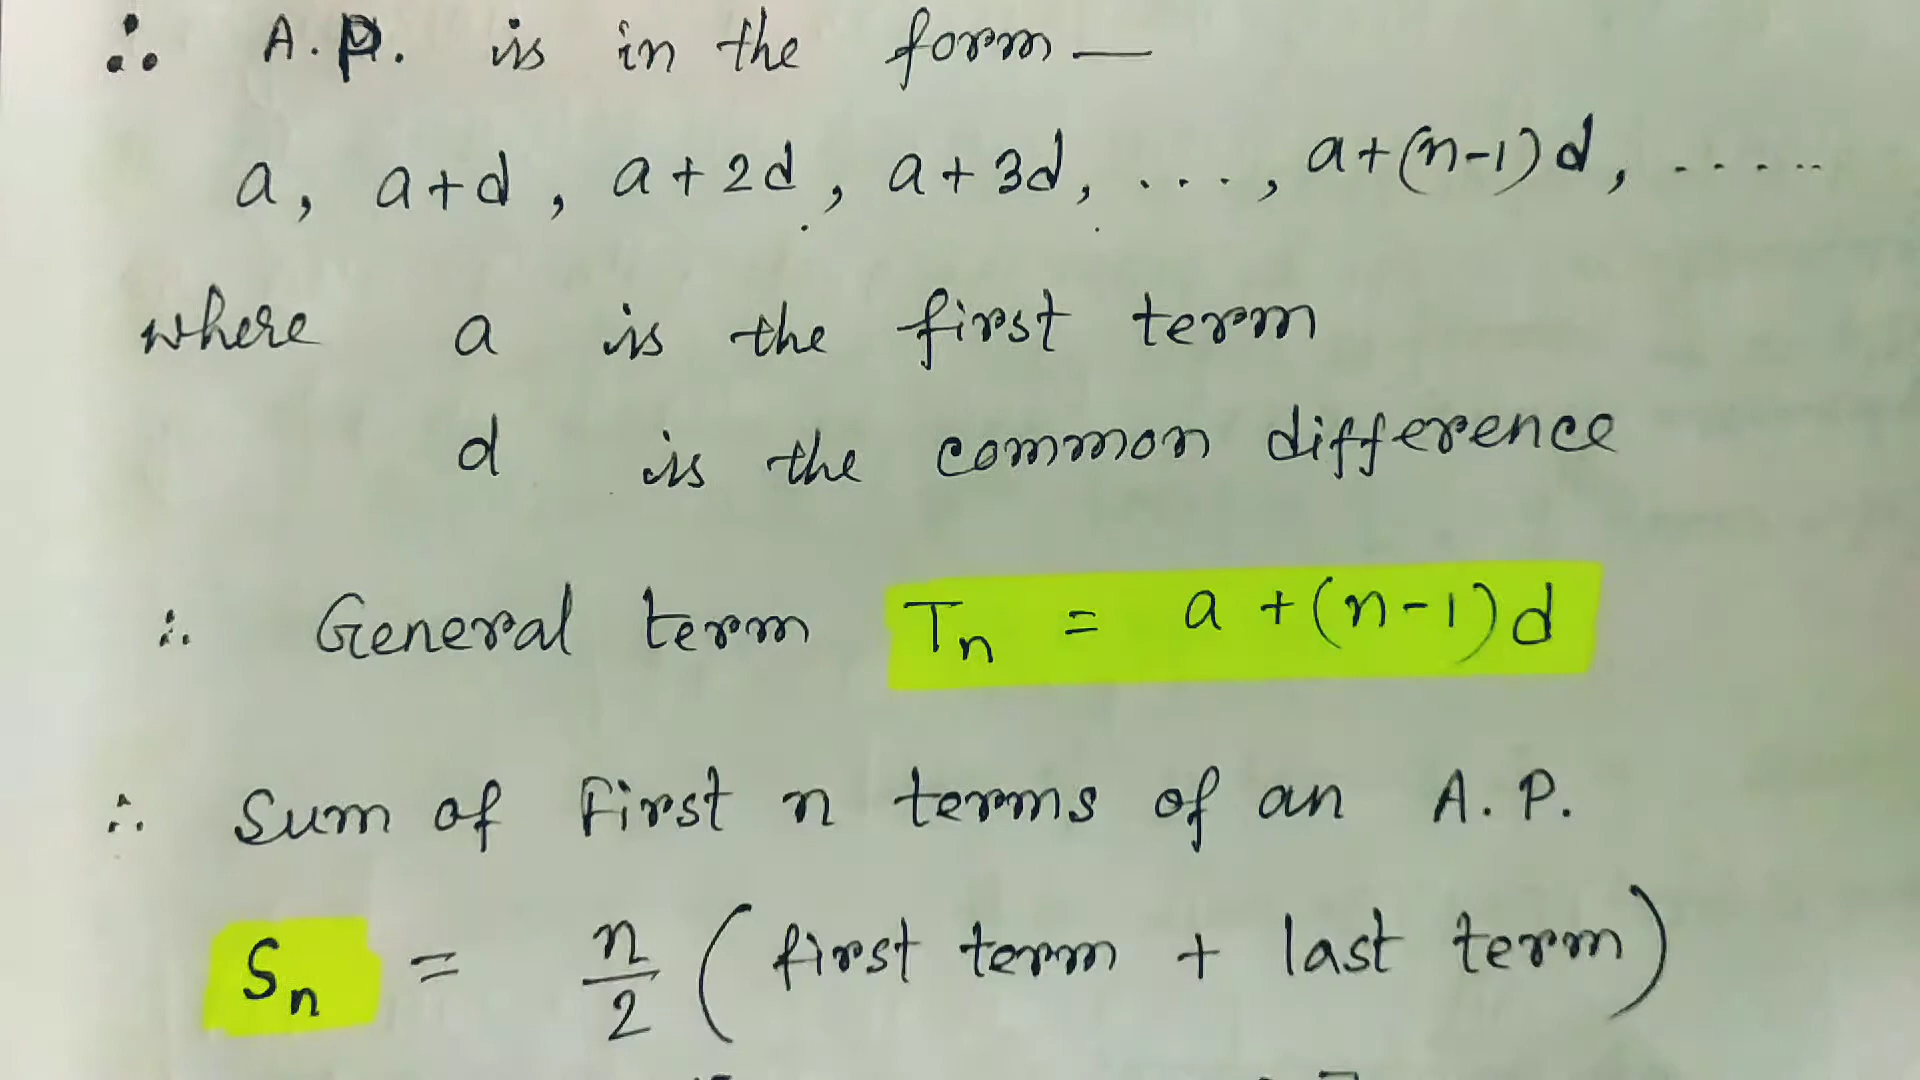 ∴ A.P. is in the form —
a, a+d, a+2d, a+3d, ...., a+(n-1)d, ......
where a is the first term
d is the common difference
∴ General term Tn = a +(n-1)d
∴ Sum of first n terms of an A.P.
Sn = n/2 (first term + last term)